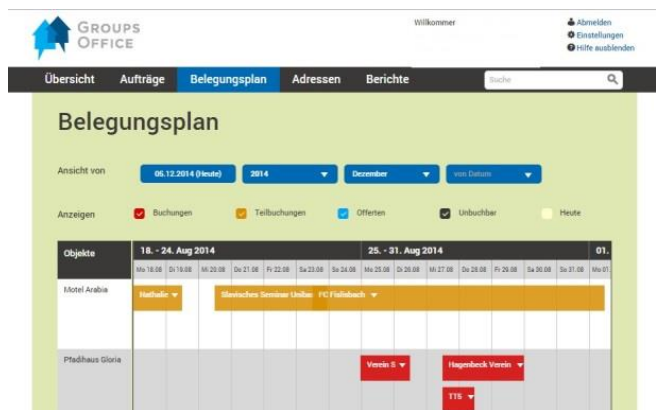 GROUPS
OFFICE
Willkommen
Abmelden
Einstellungen
Hilfe ausblenden
Übersicht Aufträge Belegungsplan Adressen Berichte Suche
Belegungsplan
Ansicht von 05.12.2014 (Heute) 2014 Dezember von Datum
Anzeigen Buchungen Teilbuchungen Offerten Unbuchbar Heute
Objekte 18. - 24. Aug 2014 25. - 31. Aug 2014 01.
Mo 18.08 Di 19.08 Mi 20.08 Do 21.08 Fr 22.08 Sa 23.08 So 24.08 Mo 25.08 Di 26.08 Mi 27.08 Do 28.08 Fr 29.08 Sa 30.08 So 31.08 Mo 01.
Motel Arabia Nathalie Slavisches Seminar Unibas FC Fislisbach
Pfadihaus Gloria Verein S Hagenbeck Verein
TTS